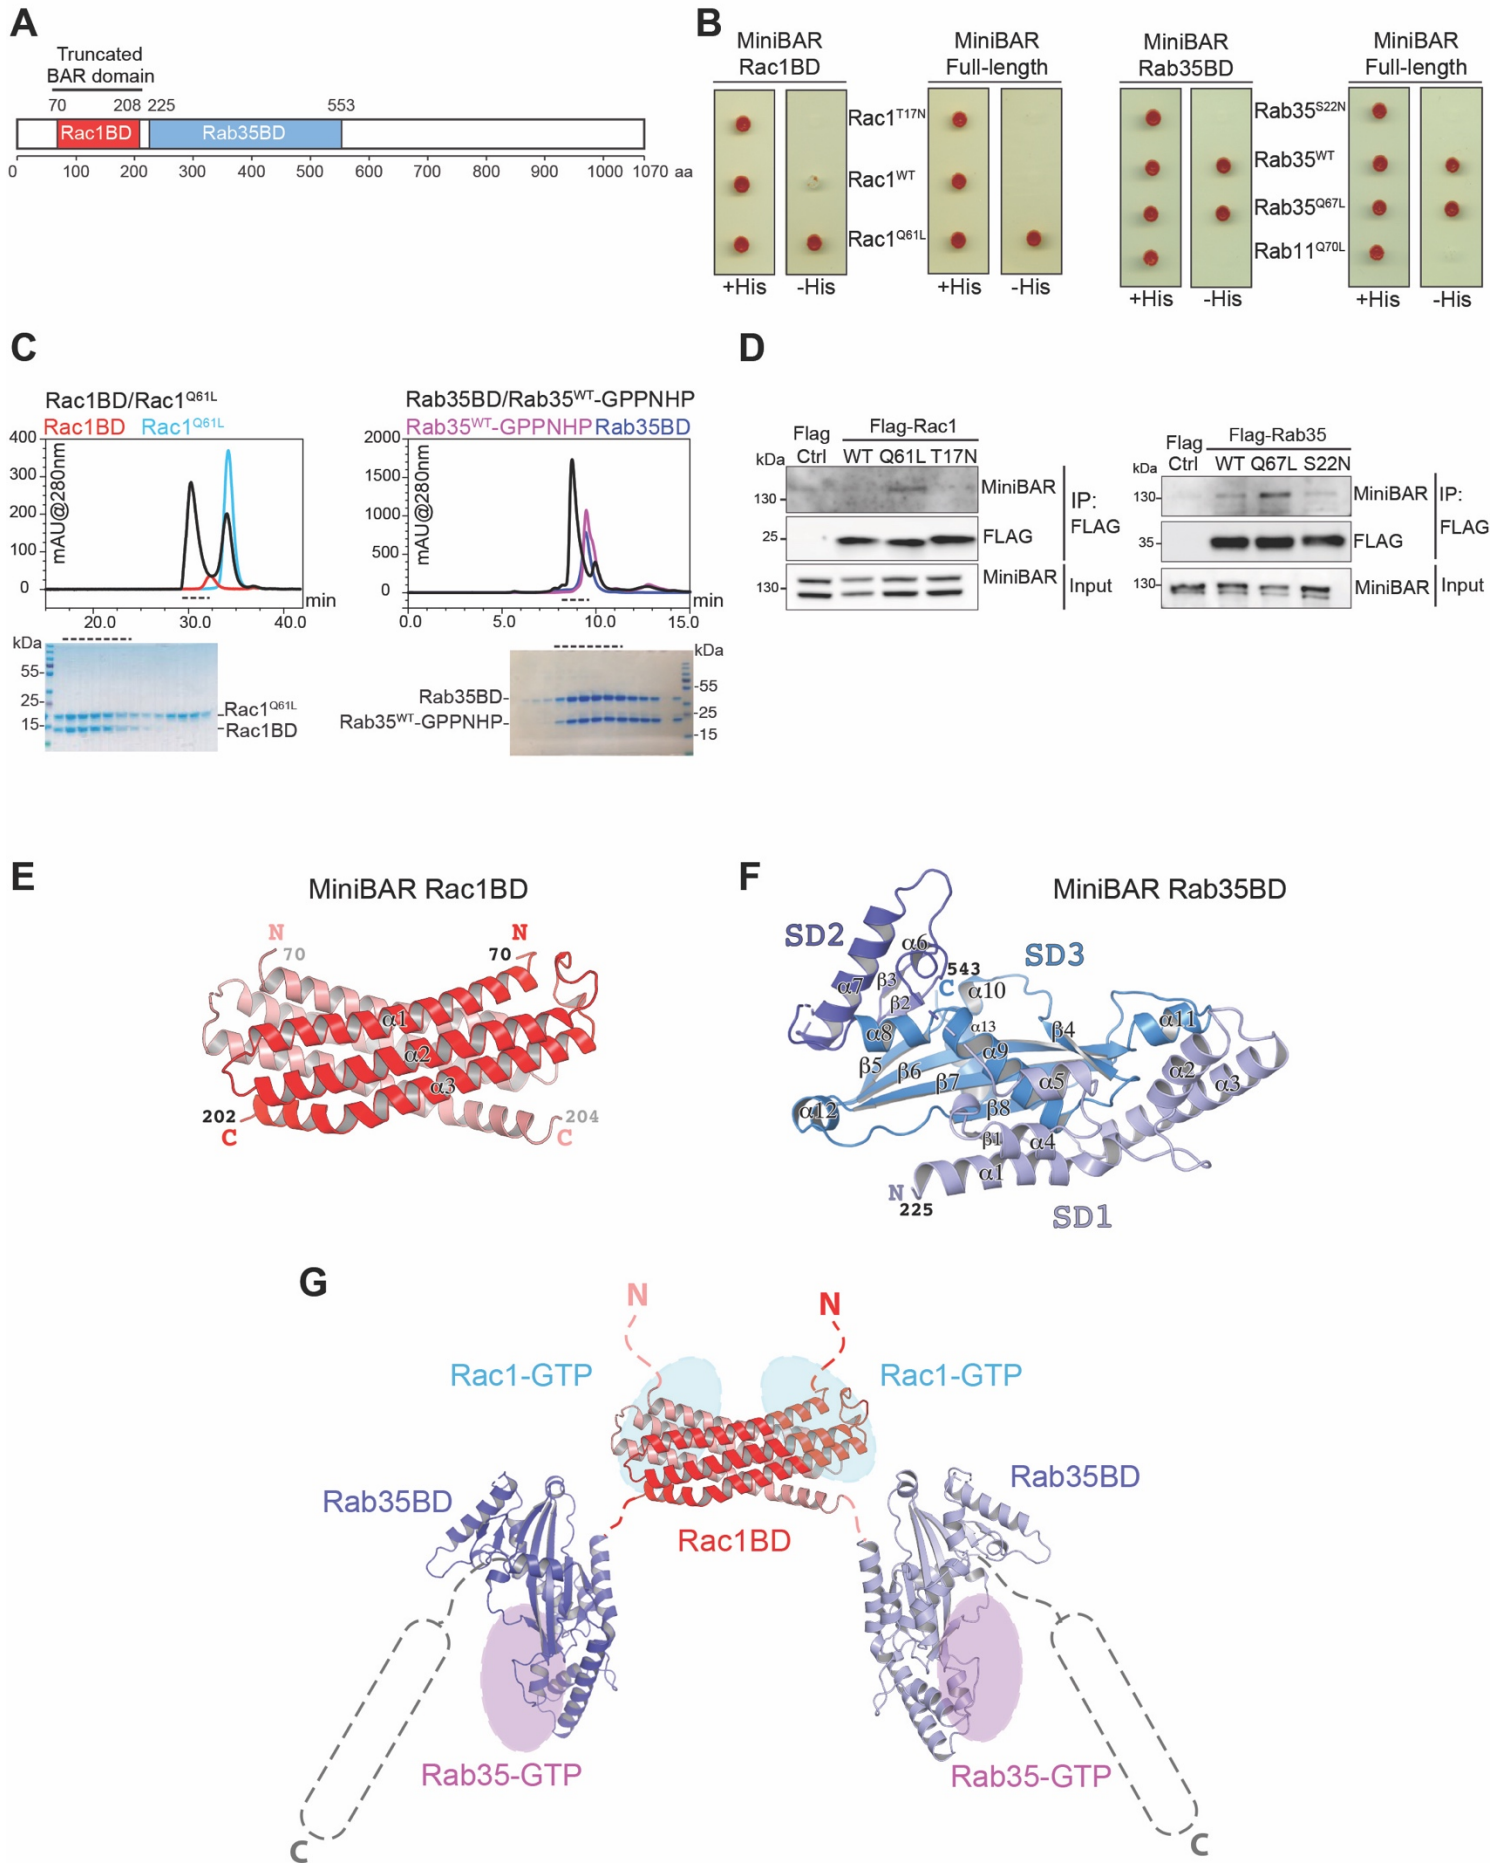 A
Truncated
BAR domain
70 208 225 553
Rac1BD Rab35BD
0 100 200 300 400 500 600 700 800 900 1000 1070 aa
B
MiniBAR
Rac1BD
MiniBAR
Full-length
MiniBAR
Rab35BD
MiniBAR
Full-length
Rac1T17N
Rac1WT
Rac1Q61L
Rab35S22N
Rab35WT
Rab35Q67L
Rab11Q70L
+His -His +His -His +His -His +His -His
C
Rac1BD/Rac1Q61L
Rac1BD Rac1Q61L
400
300
200
100
0
mAU@280nm
min
20.0 30.0 40.0
kDa
55-
25-
15-
-Rac1Q61L
-Rac1BD
Rab35BD/Rab35WT-GPPNHP
Rab35WT-GPPNHP Rab35BD
2000
1500
1000
500
0
mAU@280nm
min
0.0 5.0 10.0 15.0
kDa
-55
-25
-15
Rab35BD-
Rab35WT-GPPNHP-
D
Flag
Ctrl
Flag-Rac1
WT Q61L T17N
kDa
130-
MiniBAR
25-
FLAG
IP:
FLAG
130-
MiniBAR
Input
Flag
Ctrl
Flag-Rab35
WT Q67L S22N
kDa
130-
MiniBAR
35-
FLAG
IP:
FLAG
130-
MiniBAR
Input
E
MiniBAR Rac1BD
N
70
N
70
α1
α2
α3
202
C
204
C
F
MiniBAR Rab35BD
SD2
SD3
α6
α7
β3
β2
543
C
α10
α8
α13
α9
β4
α11
β5
β6
β7
α5
α2
α3
α12
β8
β1
α4
α1
N
225
SD1
G
N
N
Rac1-GTP
Rac1-GTP
Rab35BD
Rab35BD
Rac1BD
Rab35-GTP
Rab35-GTP
C
C